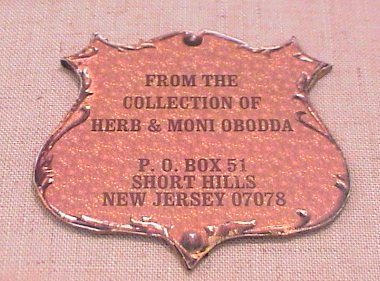 FROM THE
COLLECTION OF
HERB & MONI OBODDA
P. O. BOX 51
SHORT HILLS
NEW JERSEY 07078